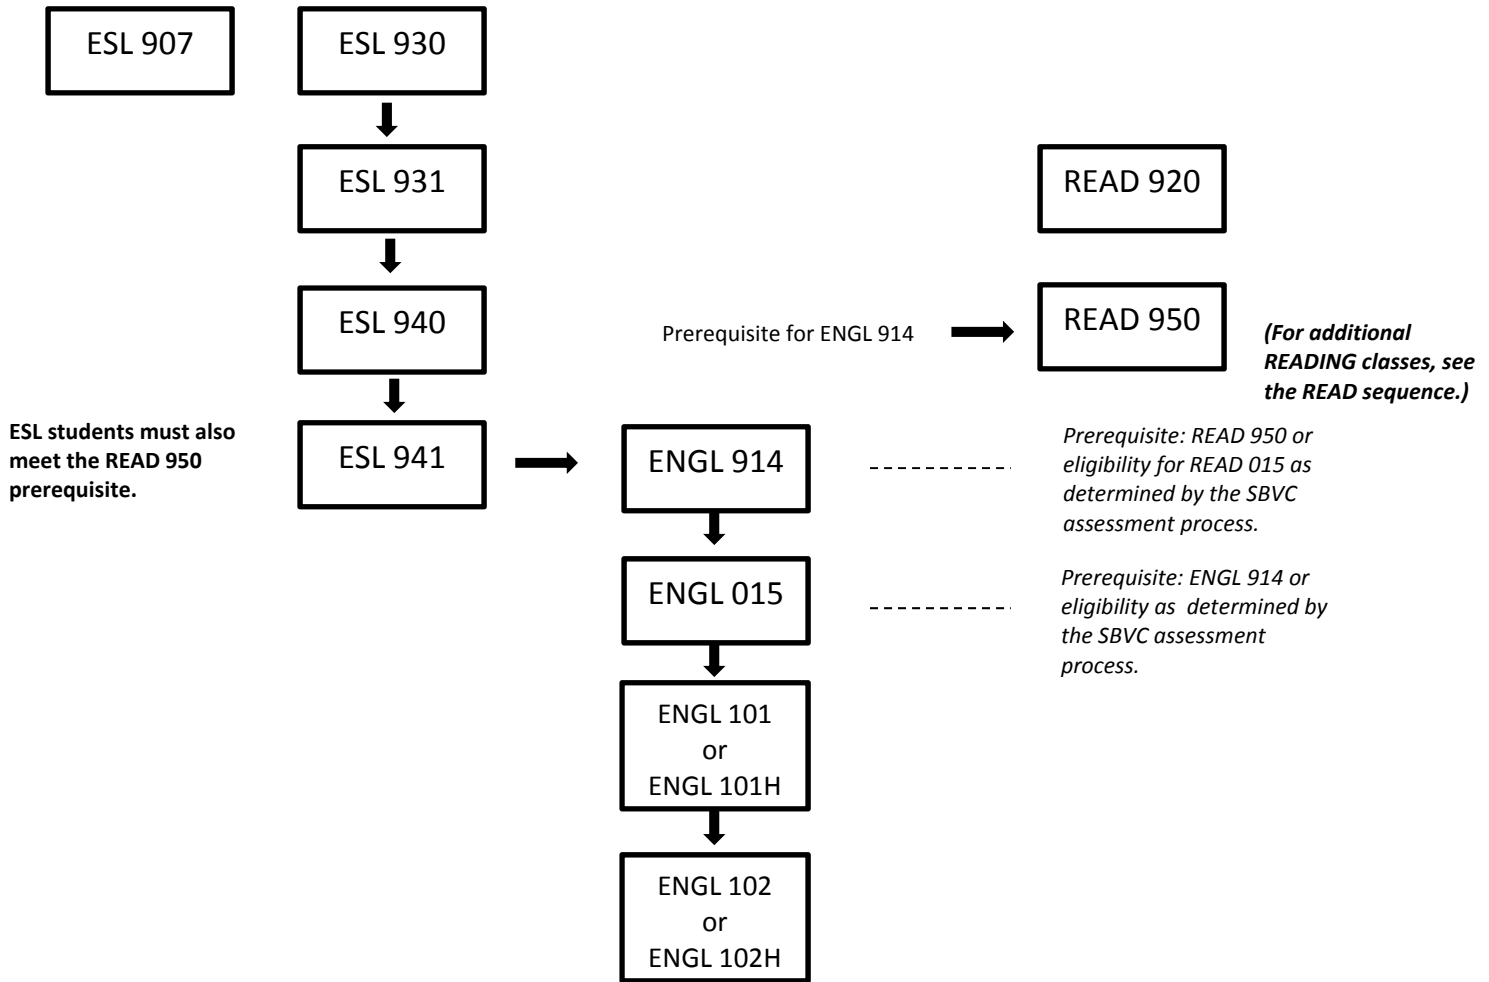 ESL 907
ESL 930
ESL 931
READ 920
ESL 940
Prerequisite for ENGL 914
READ 950
(For additional
READING classes, see
the READ sequence.)
ESL students must also
meet the READ 950
prerequisite.
ESL 941
ENGL 914
Prerequisite: READ 950 or
eligibility for READ 015 as
determined by the SBVC
assessment process.
ENGL 015
Prerequisite: ENGL 914 or
eligibility as  determined by
the SBVC assessment
process.
ENGL 101
or
ENGL 101H
ENGL 102
or
ENGL 102H